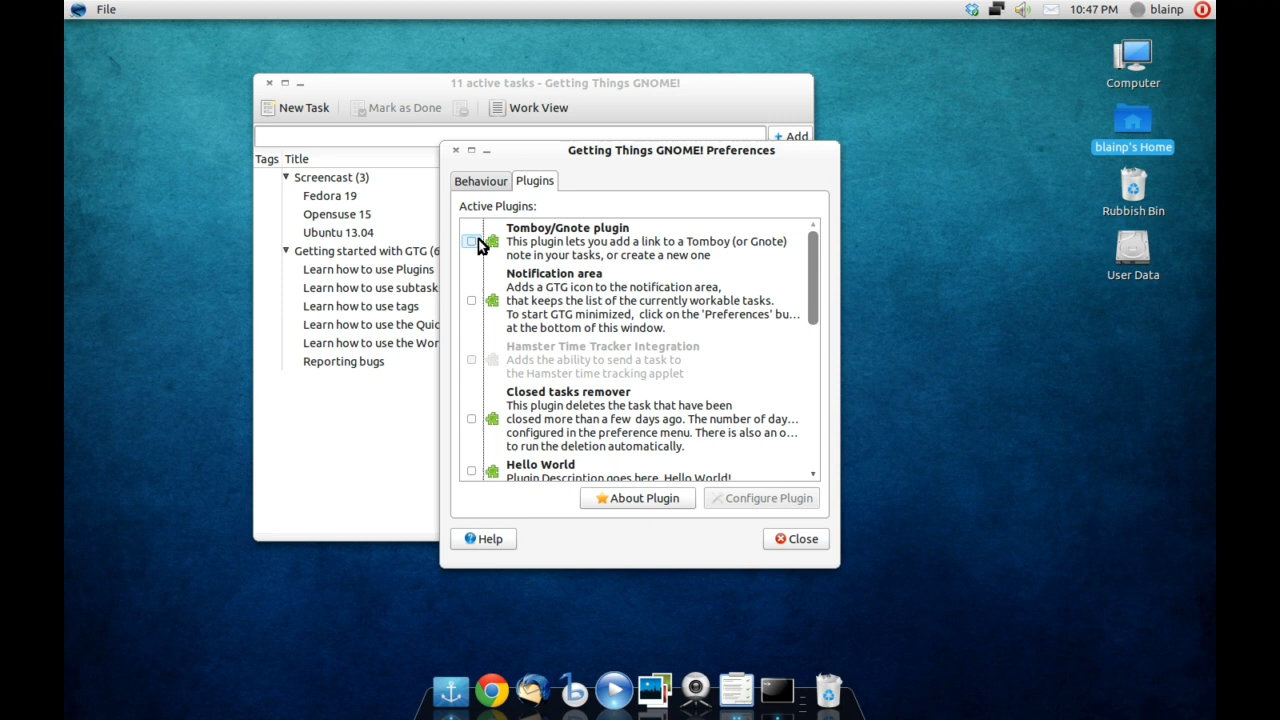 File
10:47 PM
blainp
Computer
blainp's Home
Rubbish Bin
User Data
11 active tasks - Getting Things GNOME!
New Task
Mark as Done
Work View
Add
Tags Title
Screencast (3)
Fedora 19
Opensuse 15
Ubuntu 13.04
Getting started with GTG (6
Learn how to use Plugins
Learn how to use subtask
Learn how to use tags
Learn how to use the Quic
Learn how to use the Wor
Reporting bugs
Getting Things GNOME! Preferences
Behaviour
Plugins
Active Plugins:
Tomboy/Gnote plugin
This plugin lets you add a link to a Tomboy (or Gnote)
note in your tasks, or create a new one
Notification area
Adds a GTG icon to the notification area,
that keeps the list of the currently workable tasks.
To start GTG minimized, click on the 'Preferences' bu...
at the bottom of this window.
Hamster Time Tracker Integration
Adds the ability to send a task to
the Hamster time tracking applet
Closed tasks remover
This plugin deletes the task that have been
closed more than a few days ago. The number of day...
configured in the preference menu. There is also an o...
to run the deletion automatically.
Hello World
Plugin Description goes here. Hello World!
About Plugin
Configure Plugin
Help
Close